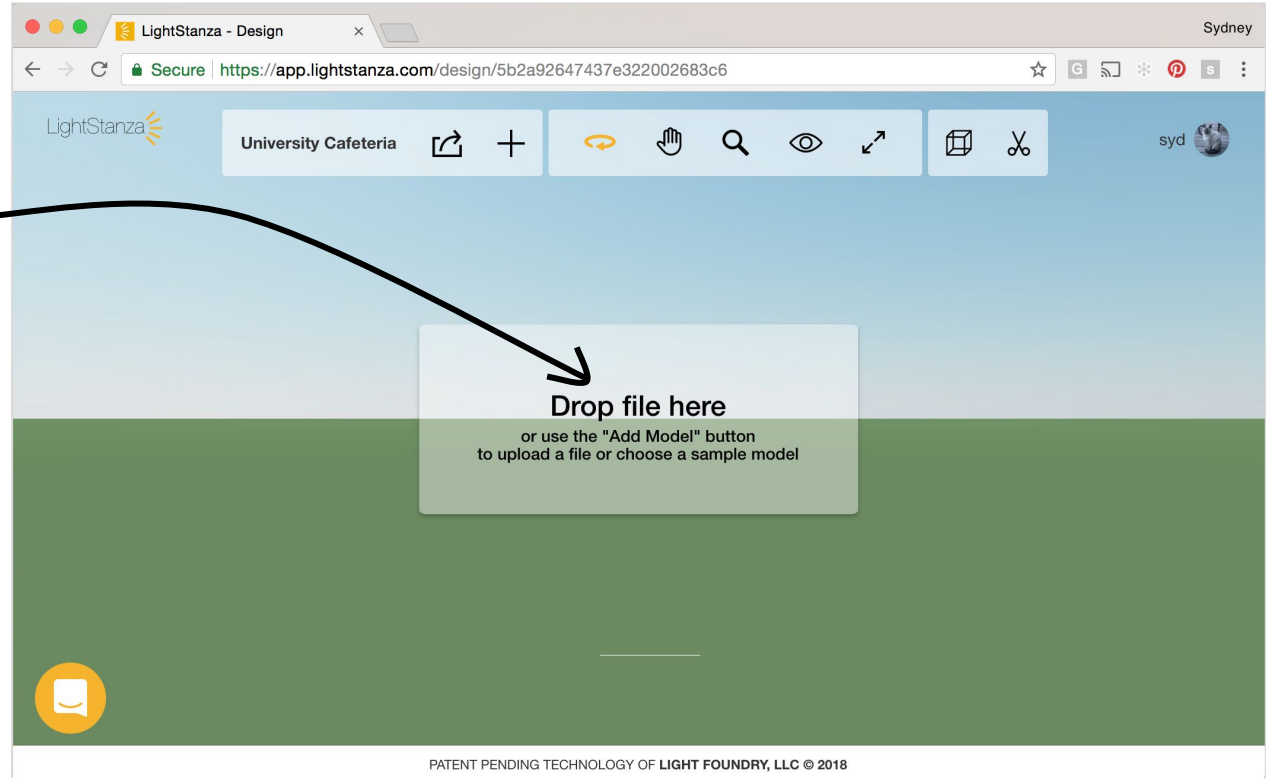 LightStanza - Design
Sydney
Secure https://app.lightstanza.com/design/5b2a92647437e322002683c6
G
s
LightStanza
University Cafeteria
syd
Drop file here
or use the "Add Model" button
to upload a file or choose a sample model
PATENT PENDING TECHNOLOGY OF LIGHT FOUNDRY, LLC © 2018